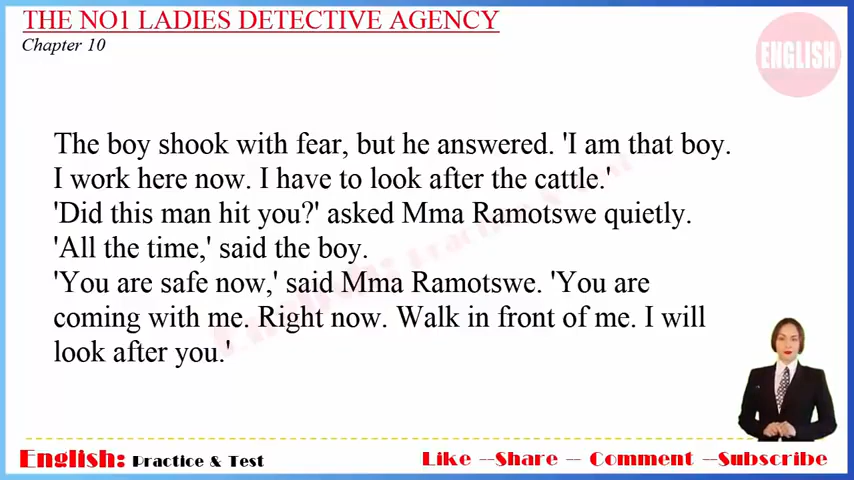 THE NO1 LADIES DETECTIVE AGENCY
Chapter 10
ENGLISH
The boy shook with fear, but he answered. 'I am that boy.
I work here now. I have to look after the cattle.'
'Did this man hit you?' asked Mma Ramotswe quietly.
'All the time,' said the boy.
'You are safe now,' said Mma Ramotswe. 'You are
coming with me. Right now. Walk in front of me. I will
look after you.'
English: Practice & Test
English: Practice & Test
Like --Share -- Comment --Subscribe